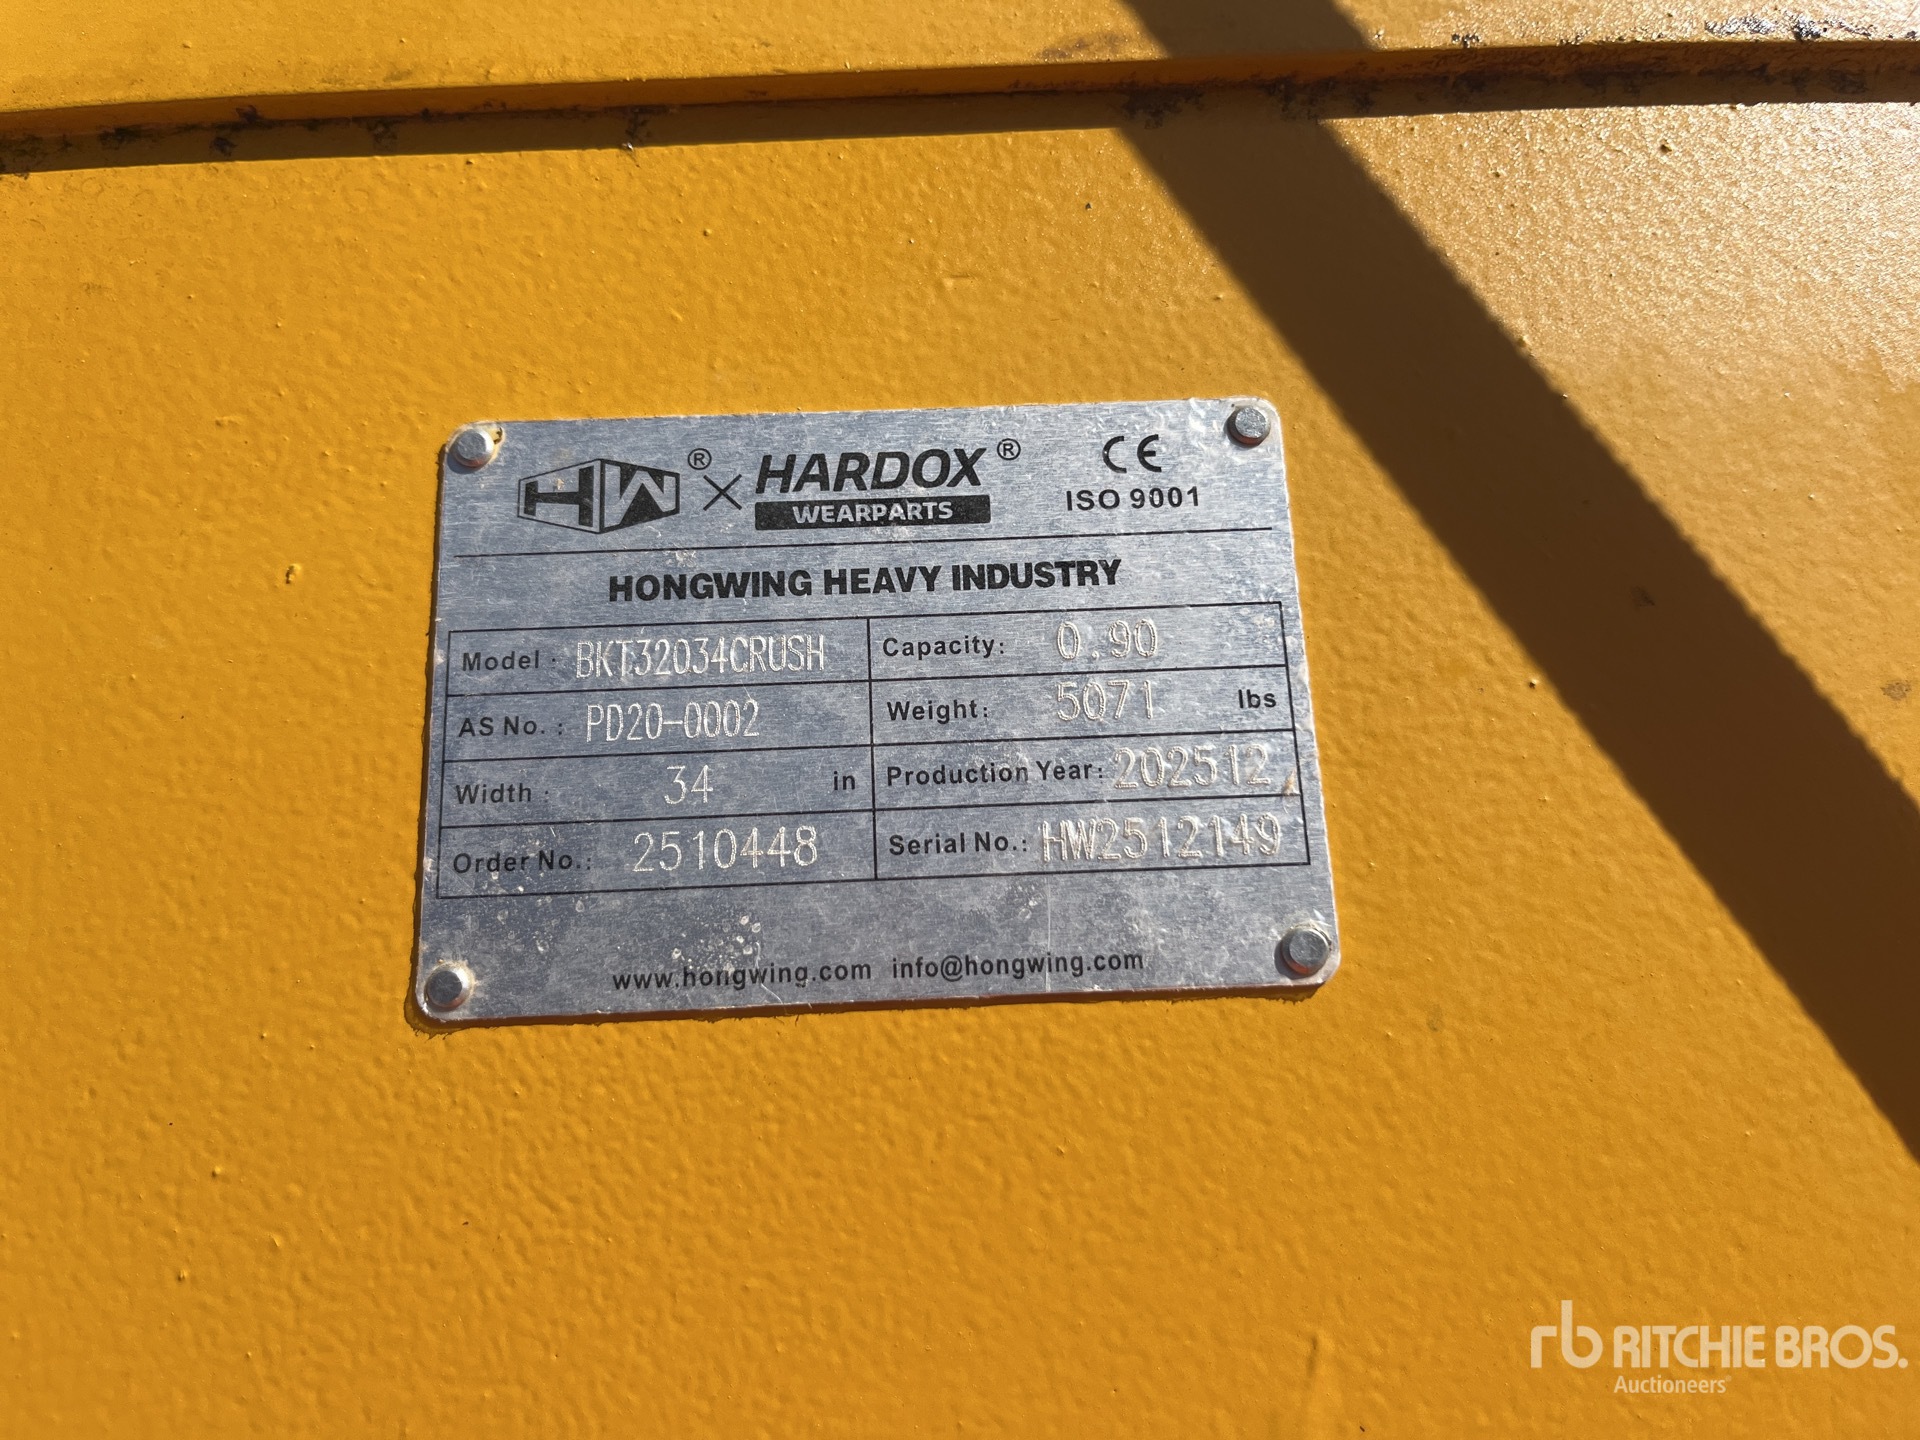 HW® × HARDOX® CE
WEARPARTS ISO 9001
HONGWING HEAVY INDUSTRY
Model: BKT32034CRUSH Capacity: 0.90
AS No.: PD20-0002 Weight: 5071 lbs
Width: 34 in Production Year: 202512
Order No.: 2510448 Serial No.: HW2512149
www.hongwing.com info@hongwing.com
rb RITCHIE BROS.
Auctioneers